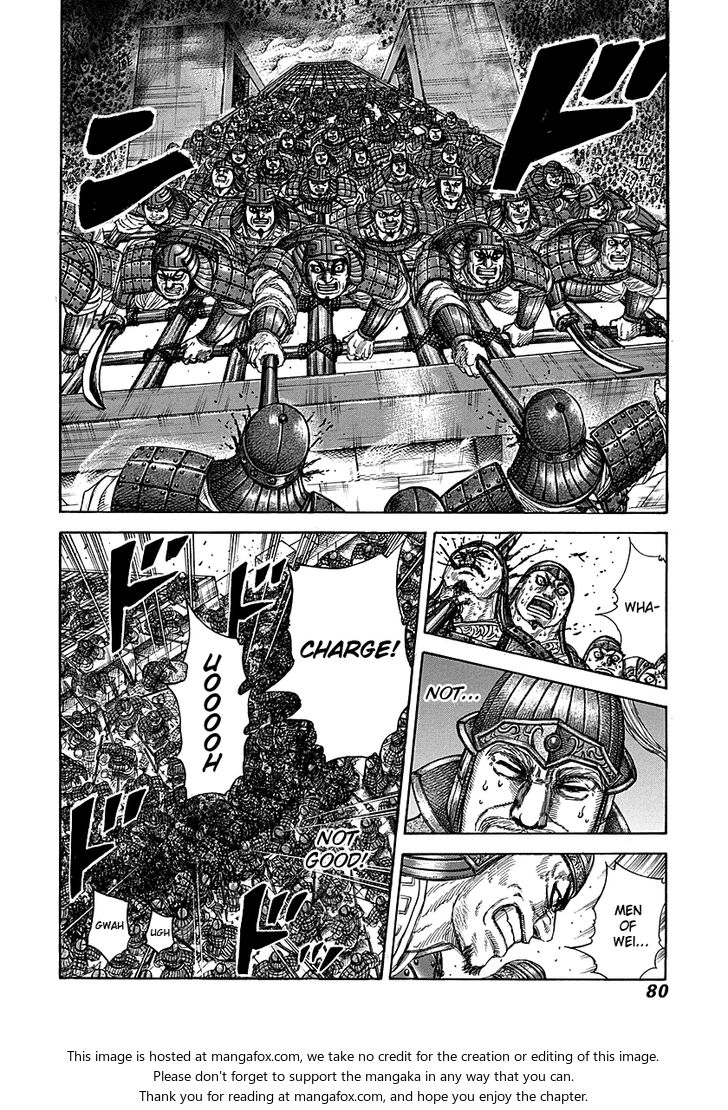 ドン
WHA-
NOT...
MEN
OF
WEI...
CHARGE!
UOOOOH
NOT
GOOD!
GWAH
UGH
ドドドドド
80
This image is hosted at mangafox.com, we take no credit for the creation or editing of this image.
Please don't forget to support the mangaka in any way that you can.
Thank you for reading at mangafox.com, and hope you enjoy the chapter.